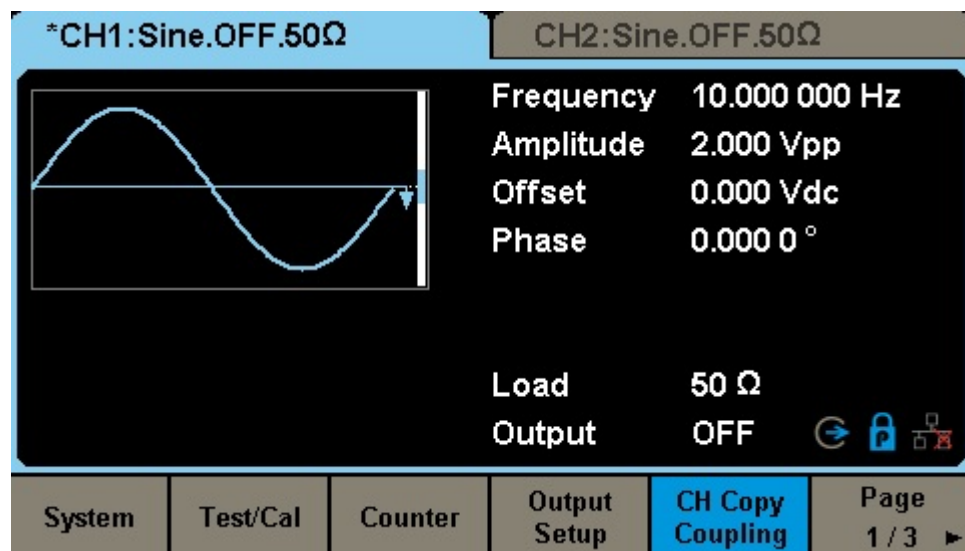 *CH1:Sine.OFF.50Ω CH2:Sine.OFF.50Ω
Frequency 10.000 000 Hz
Amplitude 2.000 Vpp
Offset 0.000 Vdc
Phase 0.000 0 °
Load 50 Ω
Output OFF
P
System Test/Cal Counter Output Setup CH Copy Coupling Page 1 / 3 ►